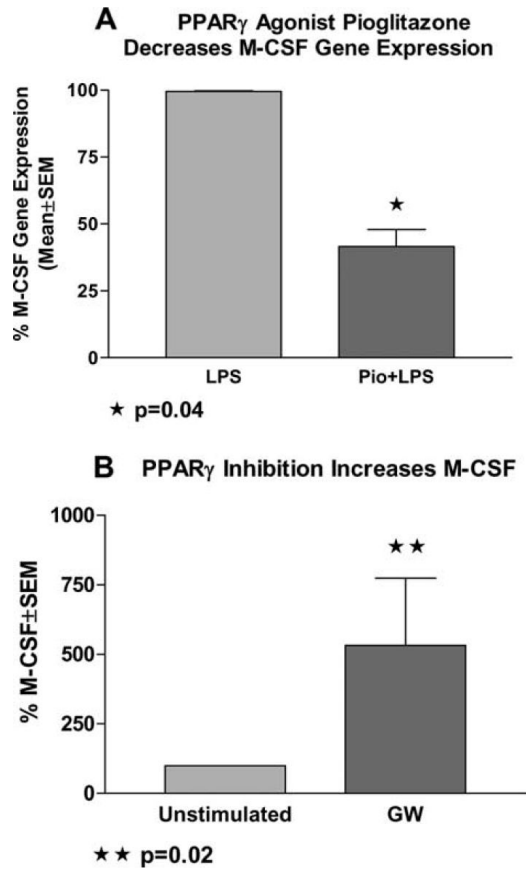 A PPARγ Agonist Pioglitazone
Decreases M-CSF Gene Expression
% M-CSF Gene Expression
(Mean±SEM
100
75
50
25
0
★
LPS Pio+LPS
★ p=0.04
B PPARγ Inhibition Increases M-CSF
% M-CSF±SEM
1000
750
500
250
0
★★
Unstimulated GW
★★ p=0.02